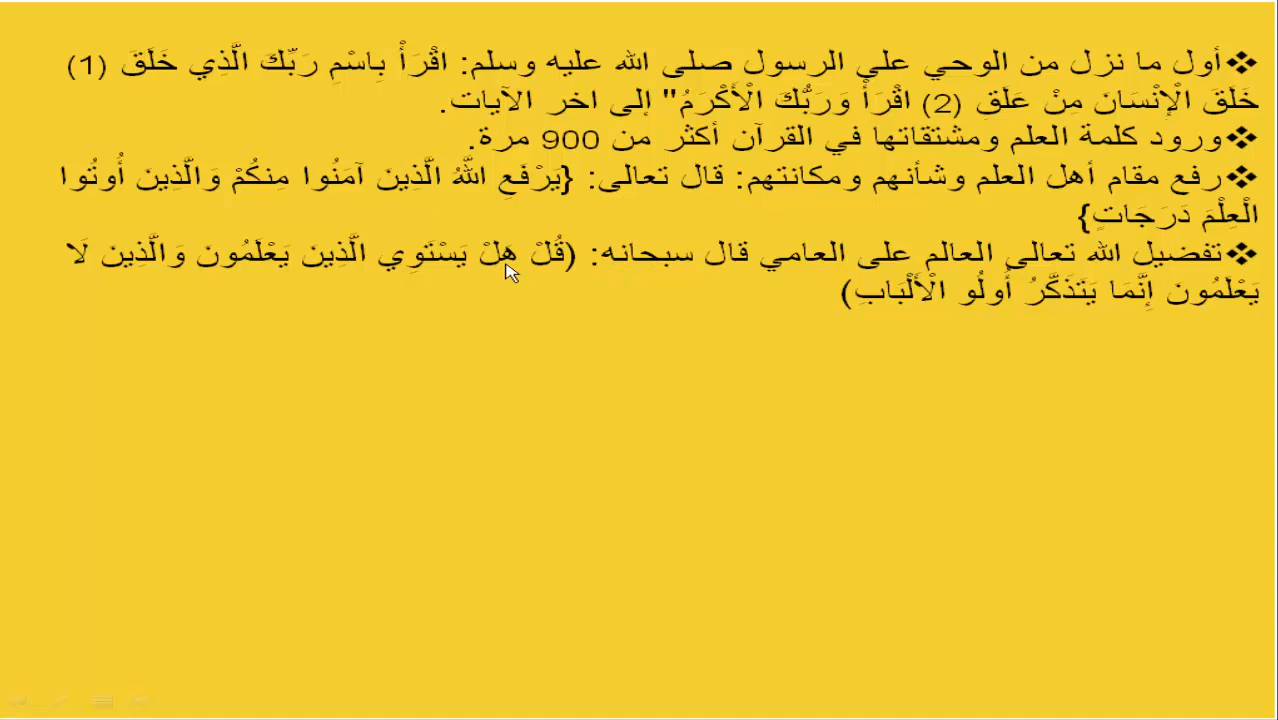 ❖أول ما نزل من الوحي على الرسول صلى الله عليه وسلم: اقْرَأْ بِاسْمِ رَبِّكَ الَّذِي خَلَقَ (1)
خَلَقَ الْإِنْسَانَ مِنْ عَلَقِ (2) اقْرَأْ وَرَبُّكَ الْأَكْرَمُ" إلى اخر الآيات.
❖ورود كلمة العلم ومشتقاتها في القرآن أكثر من 900 مرة.
❖رفع مقام أهل العلم وشأنهم ومكانتهم: قال تعالى: {يَرْفَعِ اللَّهُ الَّذِينَ آمَنُوا مِنكُمْ وَالَّذِينَ أُوتُوا
الْعِلْمَ دَرَجَاتٍ}
❖تفضيل الله تعالى العالم على العامي قال سبحانه: (قُلْ هِلْ يَسْتَوِي الَّذِينَ يَعْلَمُونَ وَالَّذِينَ لَا
يَعْلَمُونَ إِنَّمَا يَتَذَكَّرُ أُولُو الْأَلْبَابِ)